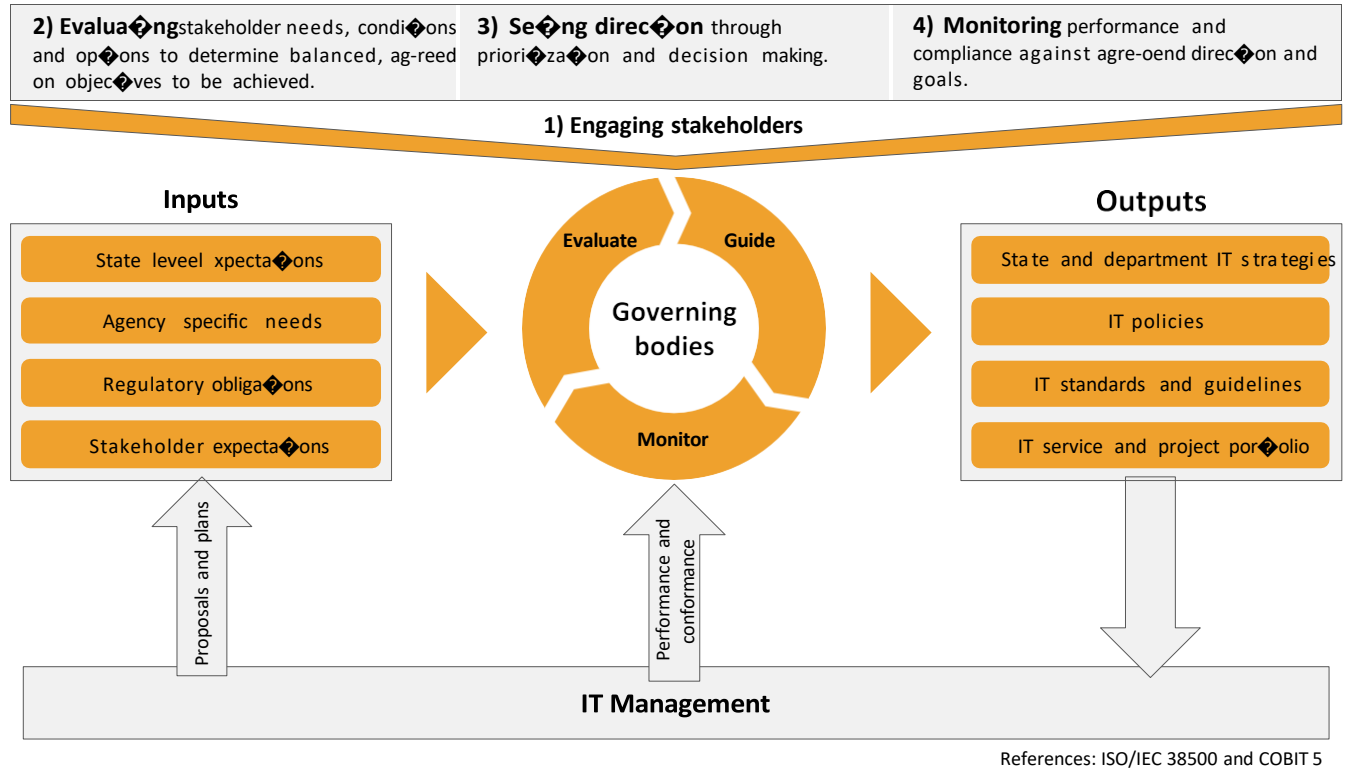 2) Evalua�ngstakeholder needs, condi�ons
and op�ons to determine balanced, ag-reed
on objec�ves to be achieved.
3) Se�ng direc�on through
priori�za�on and decision making.
4) Monitoring performance and
compliance against agre-oend direc�on and
goals.
1) Engaging stakeholders
Inputs
State leveel xpecta�ons
Agency specific needs
Regulatory obliga�ons
Stakeholder expecta�ons
Evaluate
Guide
Governing
bodies
Monitor
Outputs
State and department IT strategies
IT policies
IT standards and guidelines
IT service and project por�olio
Proposals and plans
Performance and
conformance
IT Management
References: ISO/IEC 38500 and COBIT 5